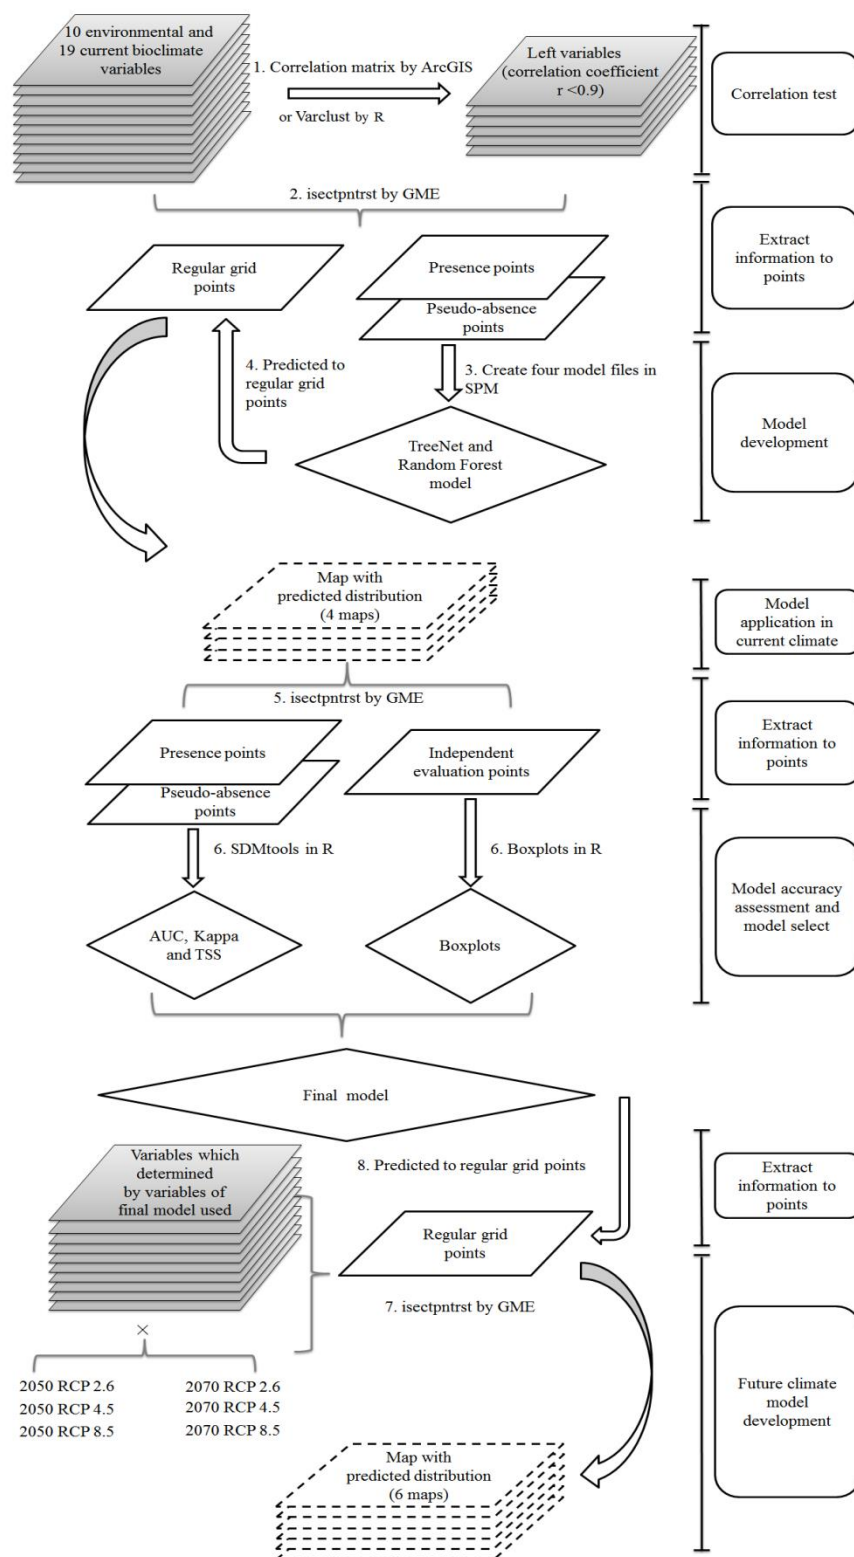 10 environmental and
19 current bioclimate
variables
1. Correlation matrix by ArcGIS
or Varclust by R
Left variables
(correlation coefficient
r <0.9)
Correlation test
2. isectpntrst by GME
Regular grid
points
Presence points
Pseudo-absence
points
Extract
information to
points
4. Predicted to
regular grid
points
3. Create four model files in
SPM
TreeNet and
Random Forest
model
Model
development
Map with
predicted distribution
(4 maps)
Model
application in
current climate
5. isectpntrst by GME
Presence points
Pseudo-absence
points
Independent
evaluation points
Extract
information to
points
6. SDMtools in R
6. Boxplots in R
AUC, Kappa
and TSS
Boxplots
Model accuracy
assessment and
model select
Final model
Variables which
determined
by variables of
final model used
8. Predicted to regular grid points
Extract
information to
points
Regular grid
points
7. isectpntrst by GME
×
2050 RCP 2.6
2050 RCP 4.5
2050 RCP 8.5
2070 RCP 2.6
2070 RCP 4.5
2070 RCP 8.5
Future climate
model
development
Map with
predicted distribution
(6 maps)